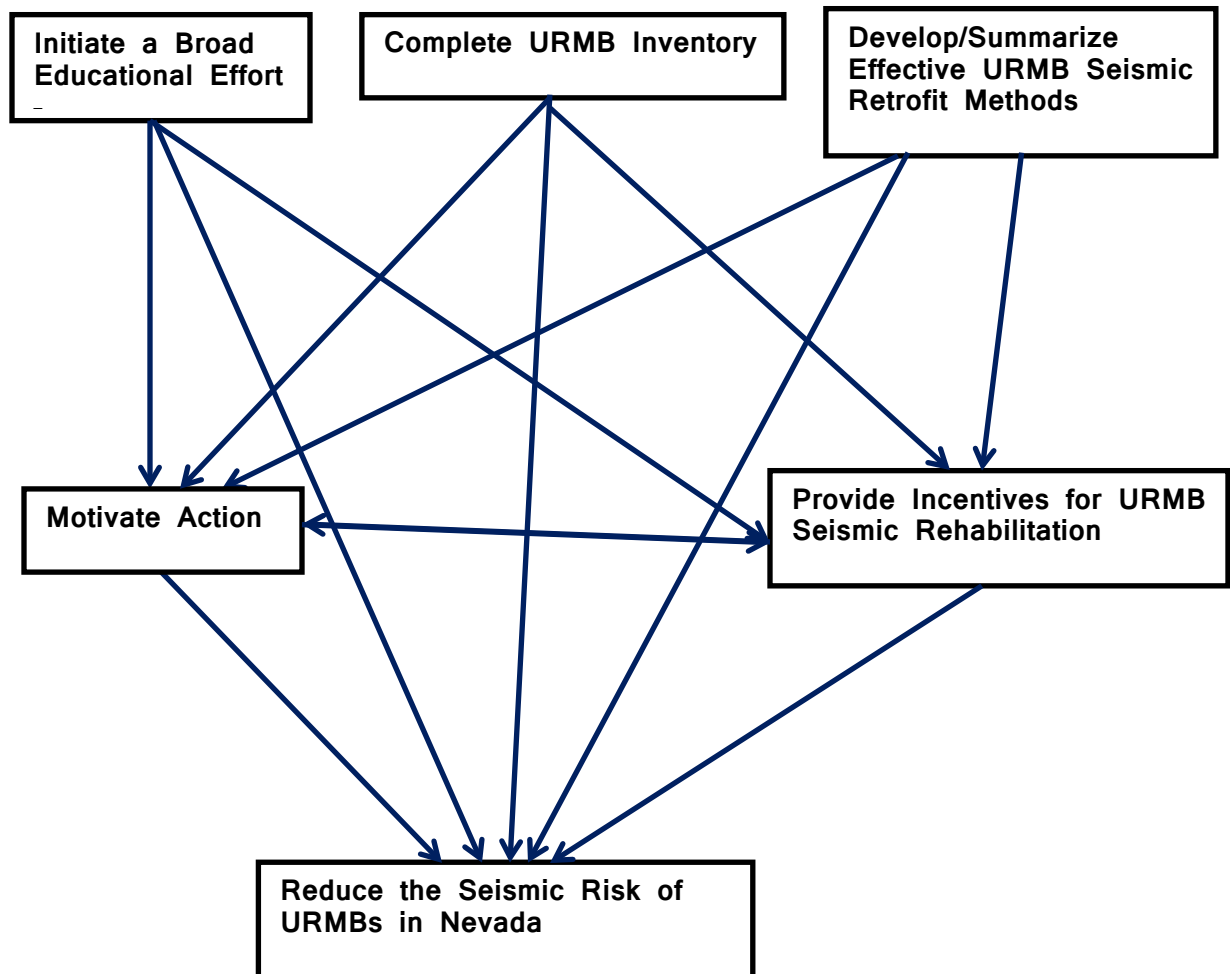 Initiate a Broad
Educational Effort
Complete URMB Inventory
Develop/Summarize
Effective URMB Seismic
Retrofit Methods
Motivate Action
Provide Incentives for URMB
Seismic Rehabilitation
Reduce the Seismic Risk of
URMBs in Nevada